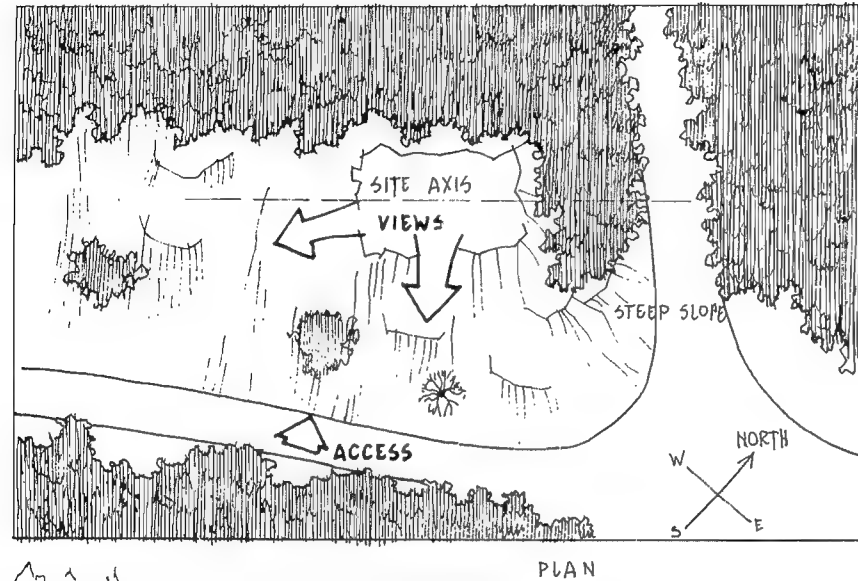 SITE AXIS
VIEWS
STEEP SLOPE
ACCESS
NORTH
W
S
E
PLAN